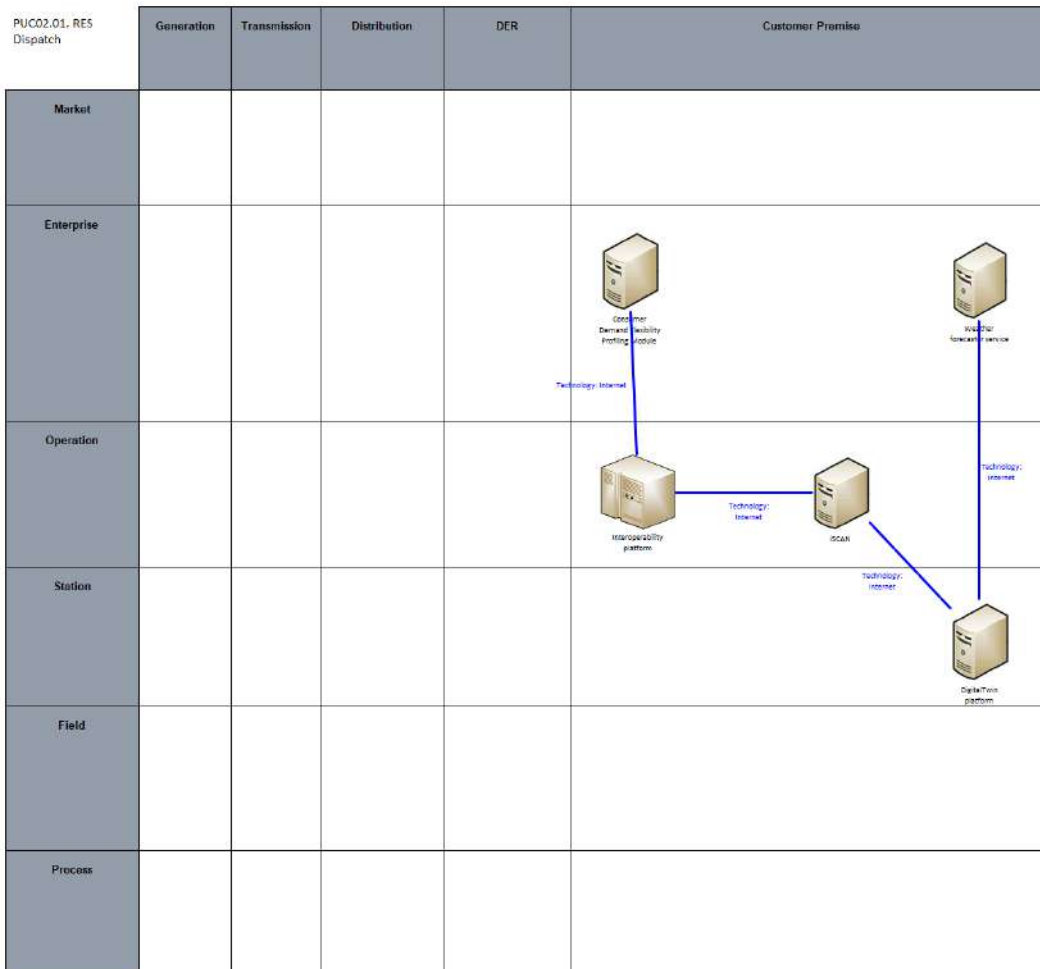 PUC02.01. RES
Dispatch
Generation
Transmission
Distribution
DER
Customer Premise
Market
Enterprise
Consumer
Demand Flexibility
Profiling Module
Weather
forecaster service
Technology: Internet
Operation
Technology:
Internet
Technology:
Internet
Interoperability
platform
iSCAN
Station
Technology:
Internet
DigitalTwin
platform
Field
Process